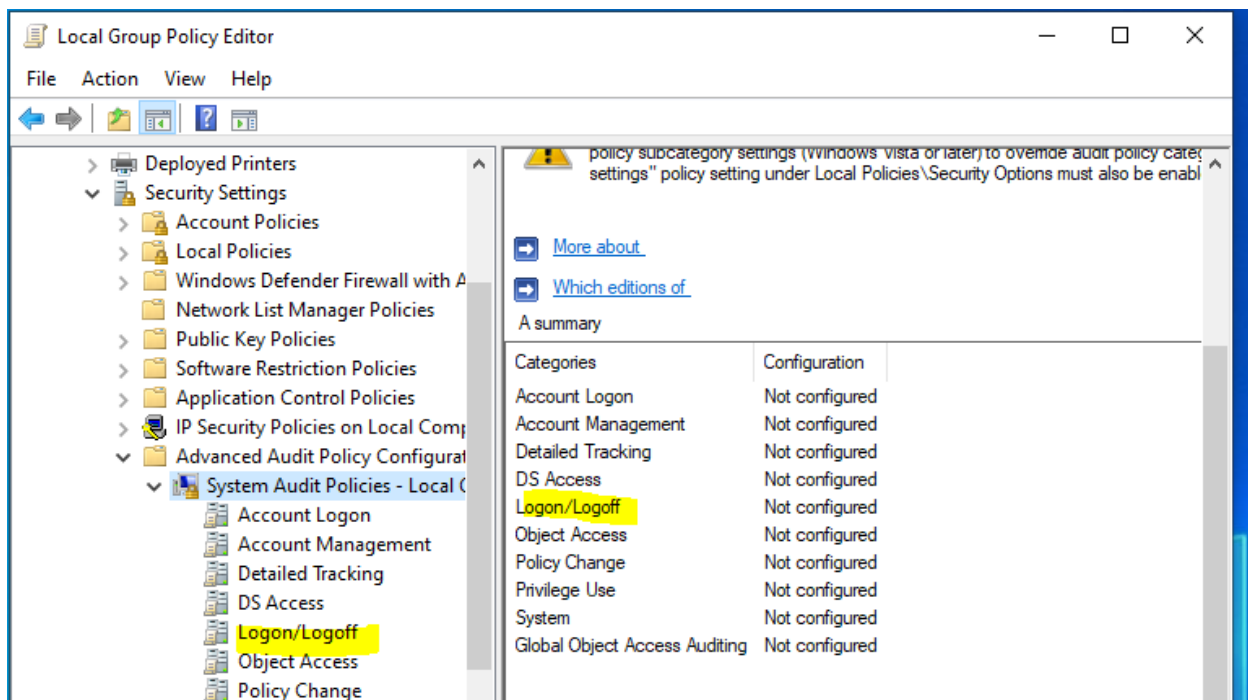 Local Group Policy Editor
File Action View Help
Deployed Printers
Security Settings
Account Policies
Local Policies
Windows Defender Firewall with A
Network List Manager Policies
Public Key Policies
Software Restriction Policies
Application Control Policies
IP Security Policies on Local Comp
Advanced Audit Policy Configurat
System Audit Policies - Local G
Account Logon
Account Management
Detailed Tracking
DS Access
Logon/Logoff
Object Access
Policy Change
policy subcategory settings (Windows Vista or later) to override audit policy categ
settings" policy setting under Local Policies\Security Options must also be enabl
More about
Which editions of
A summary
Categories Configuration
Account Logon Not configured
Account Management Not configured
Detailed Tracking Not configured
DS Access Not configured
Logon/Logoff Not configured
Object Access Not configured
Policy Change Not configured
Privilege Use Not configured
System Not configured
Global Object Access Auditing Not configured